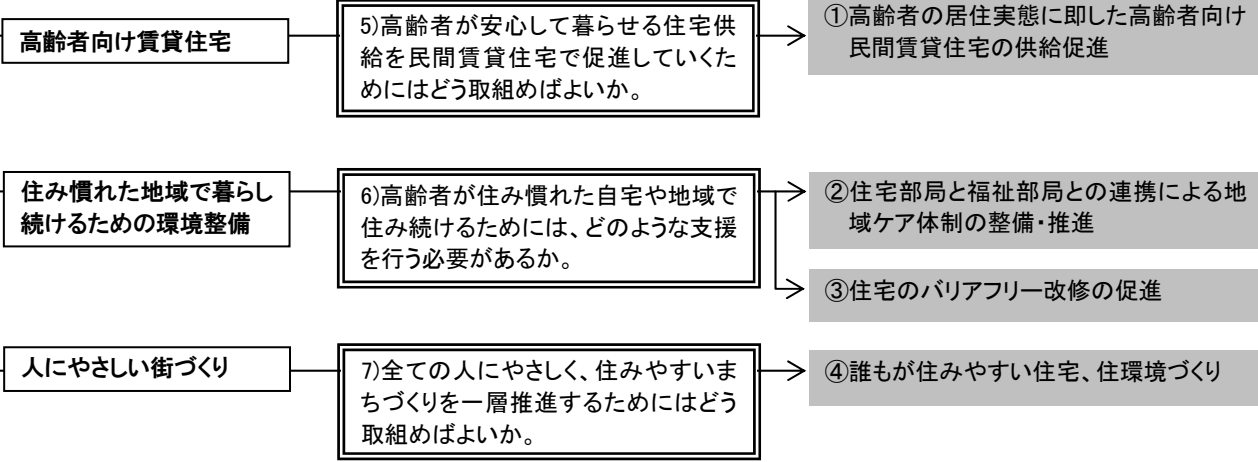 高齢者向け賃貸住宅
5)高齢者が安心して暮らせる住宅供
給を民間賃貸住宅で促進していくた
めにはどう取組めばよいか。
①高齢者の居住実態に即した高齢者向け
民間賃貸住宅の供給促進
住み慣れた地域で暮らし
続けるための環境整備
6)高齢者が住み慣れた自宅や地域で
住み続けるためには、どのような支援
を行う必要があるか。
②住宅部局と福祉部局との連携による地
域ケア体制の整備・推進
③住宅のバリアフリー改修の促進
人にやさしい街づくり
7)全ての人にやさしく、住みやすいま
ちづくりを一層推進するためにはどう
取組めばよいか。
④誰もが住みやすい住宅、住環境づくり